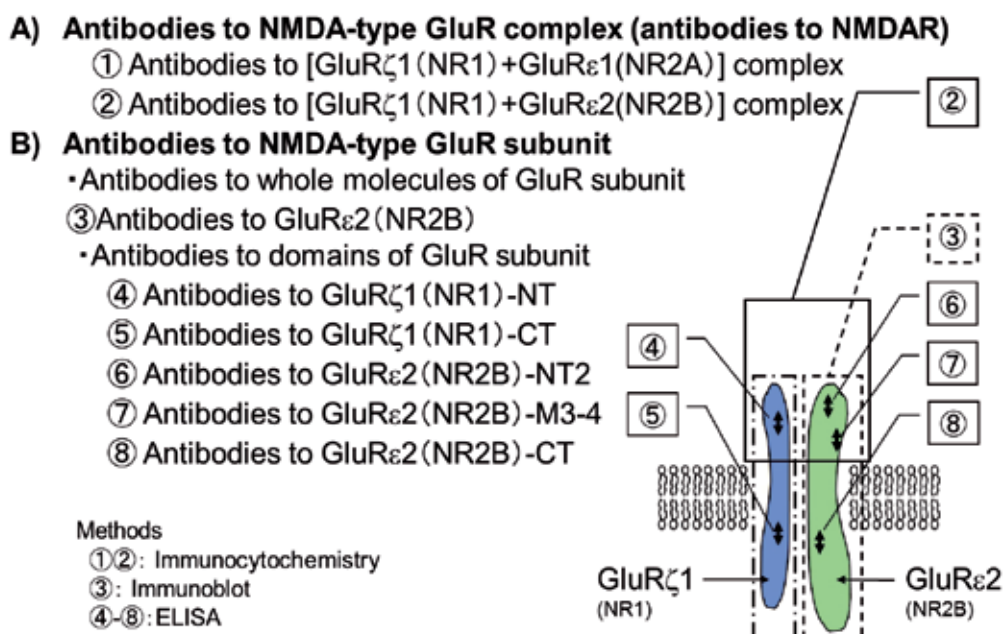 A) Antibodies to NMDA-type GluR complex (antibodies to NMDAR)
① Antibodies to [GluRζ1(NR1)+GluRε1(NR2A)] complex
② Antibodies to [GluRζ1(NR1)+GluRε2(NR2B)] complex
B) Antibodies to NMDA-type GluR subunit
・Antibodies to whole molecules of GluR subunit
③Antibodies to GluRε2(NR2B)
・Antibodies to domains of GluR subunit
④ Antibodies to GluRζ1(NR1)-NT
⑤ Antibodies to GluRζ1(NR1)-CT
⑥ Antibodies to GluRε2(NR2B)-NT2
⑦ Antibodies to GluRε2(NR2B)-M3-4
⑧ Antibodies to GluRε2(NR2B)-CT
Methods
①②: Immunocytochemistry
③: Immunoblot
④-⑧: ELISA
②
③
④
⑥
⑦
⑤
⑧
GluRζ1
(NR1)
GluRε2
(NR2B)